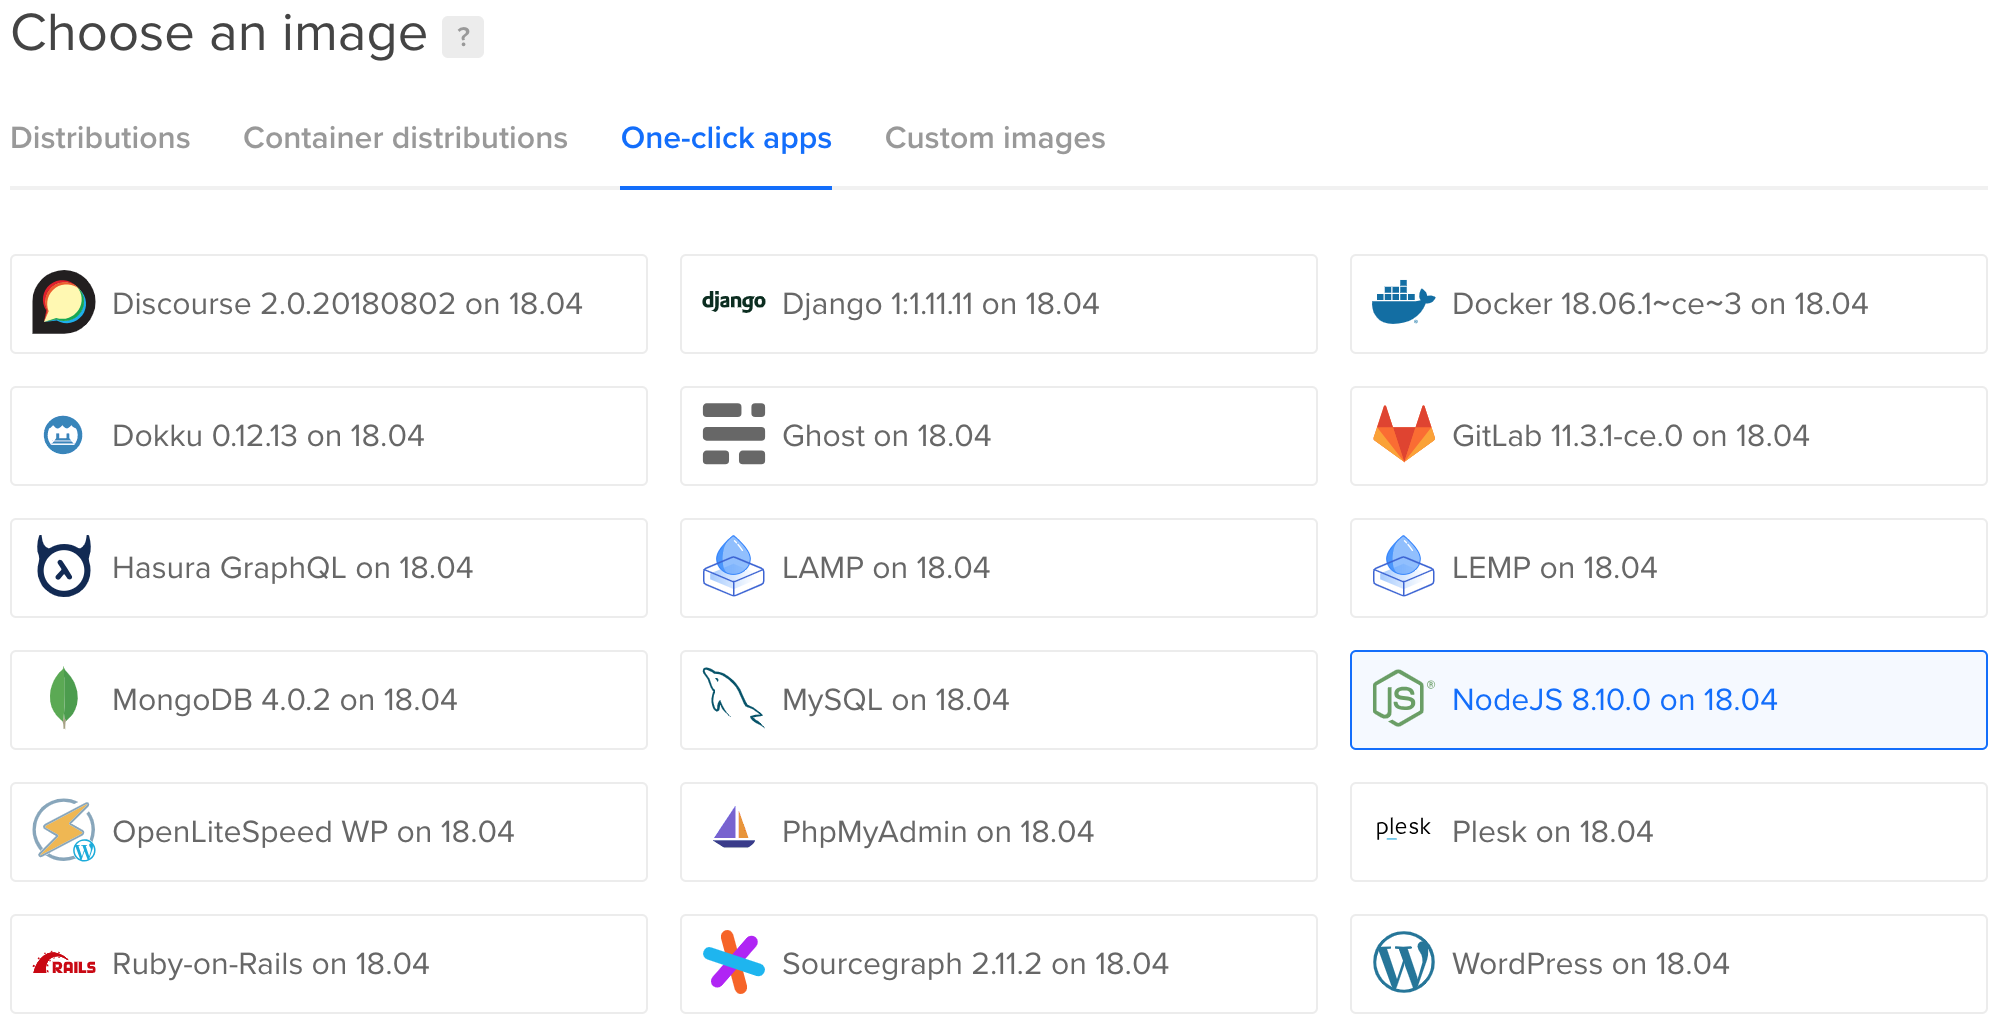 Choose an image ?
Distributions Container distributions One-click apps Custom images
Discourse 2.0.20180802 on 18.04
django Django 1:1.11.11 on 18.04
Docker 18.06.1~ce~3 on 18.04
Dokku 0.12.13 on 18.04
Ghost on 18.04
GitLab 11.3.1-ce.0 on 18.04
Hasura GraphQL on 18.04
LAMP on 18.04
LEMP on 18.04
MongoDB 4.0.2 on 18.04
MySQL on 18.04
JS ® NodeJS 8.10.0 on 18.04
W OpenLiteSpeed WP on 18.04
PhpMyAdmin on 18.04
plesk Plesk on 18.04
RAILS Ruby-on-Rails on 18.04
Sourcegraph 2.11.2 on 18.04
W WordPress on 18.04